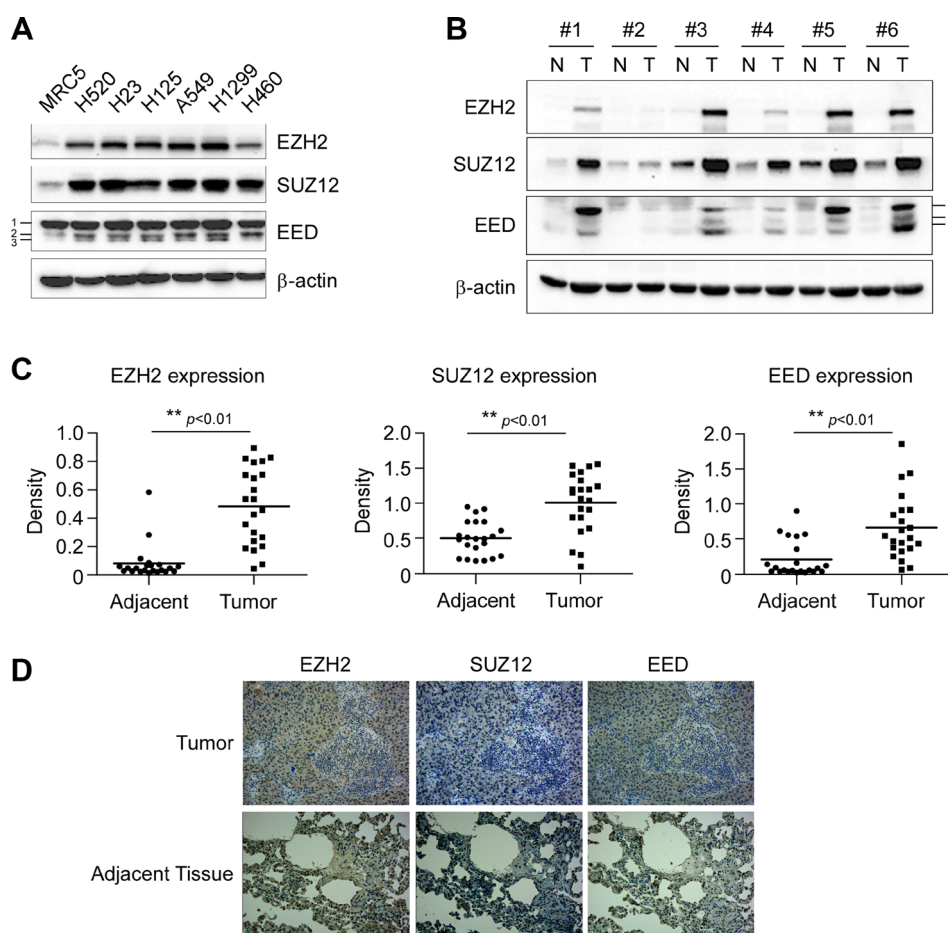 A
MRC5 H520 H23 H125 A549 H1299 H460
EZH2
SUZ12
1
2
3
EED
β-actin
B
#1 #2 #3 #4 #5 #6
N T N T N T N T N T N T
EZH2
SUZ12
EED
β-actin
C
EZH2 expression
** p<0.01
Density
1.0
0.8
0.6
0.4
0.2
0
Adjacent Tumor
SUZ12 expression
** p<0.01
Density
2.0
1.5
1.0
0.5
0
Adjacent Tumor
EED expression
** p<0.01
Density
2.0
1.5
1.0
0.5
0
Adjacent Tumor
D
EZH2 SUZ12 EED
Tumor
Adjacent Tissue